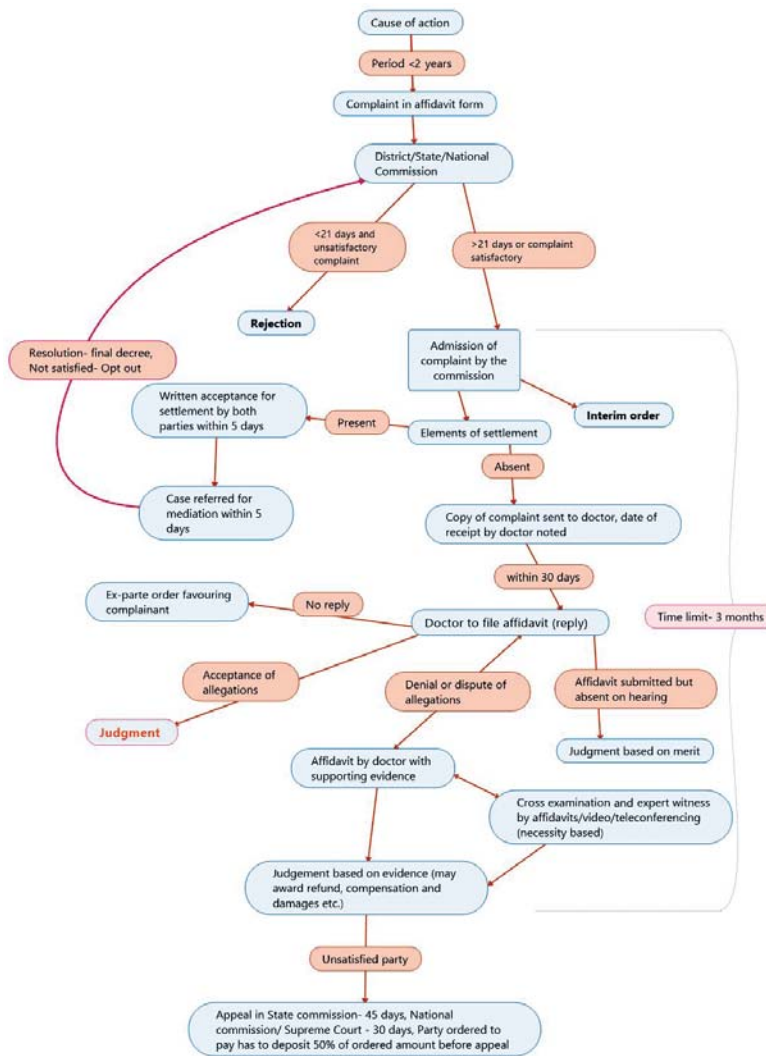 Cause of action
Period <2 years
Complaint in affidavit form
District/State/National
Commission
<21 days and
unsatisfactory
complaint
>21 days or complaint
satisfactory
Rejection
Admission of
complaint by the
commission
Interim order
Resolution- final decree,
Not satisfied- Opt out
Written acceptance for
settlement by both
parties within 5 days
Present
Elements of settlement
Absent
Case referred for
mediation within 5
days
Copy of complaint sent to doctor, date of
receipt by doctor noted
within 30 days
Ex-parte order favouring
complainant
No reply
Doctor to file affidavit (reply)
Time limit- 3 months
Acceptance of
allegations
Denial or dispute of
allegations
Affidavit submitted but
absent on hearing
Judgment
Judgment based on merit
Affidavit by doctor with
supporting evidence
Cross examination and expert witness
by affidavits/video/teleconferencing
(necessity based)
Judgement based on evidence (may
award refund, compensation and
damages etc.)
Unsatisfied party
Appeal in State commission- 45 days, National
commission/ Supreme Court - 30 days, Party ordered to
pay has to deposit 50% of ordered amount before appeal